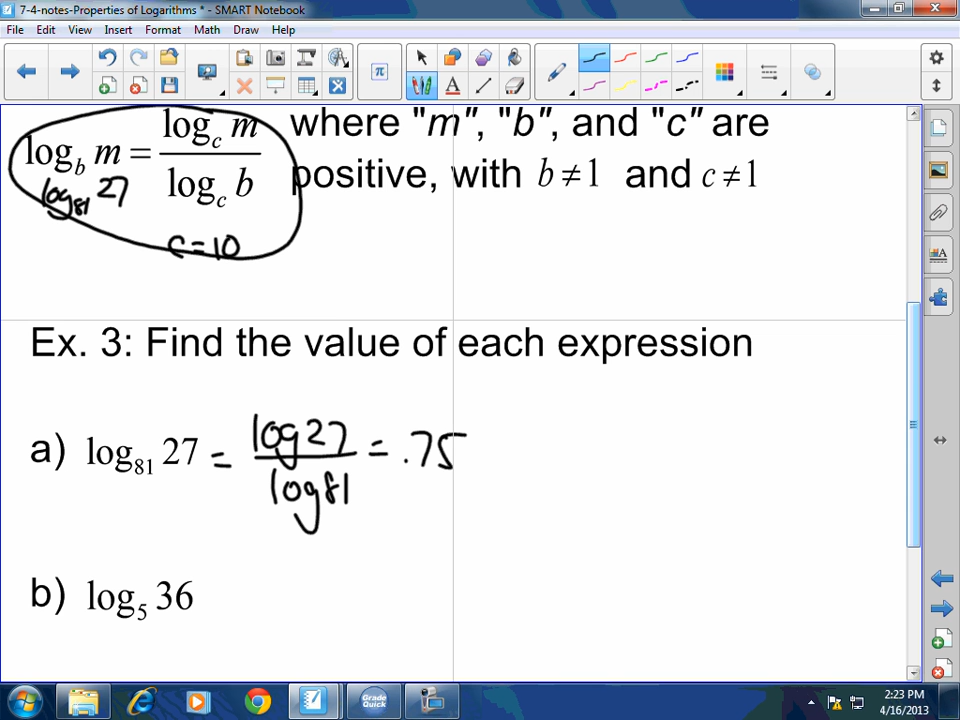 7-4-notes-Properties of Logarithms * - SMART Notebook
File Edit View Insert Format Math Draw Help
log_b m = log_c m / log_c b where "m", "b", and "c" are
positive, with b ≠ 1 and c ≠ 1
log_81 27
c = 10
Ex. 3: Find the value of each expression
a) log_81 27 = log 27 / log 81 = .75
b) log_5 36
Grade Quick
2:23 PM
4/16/2013